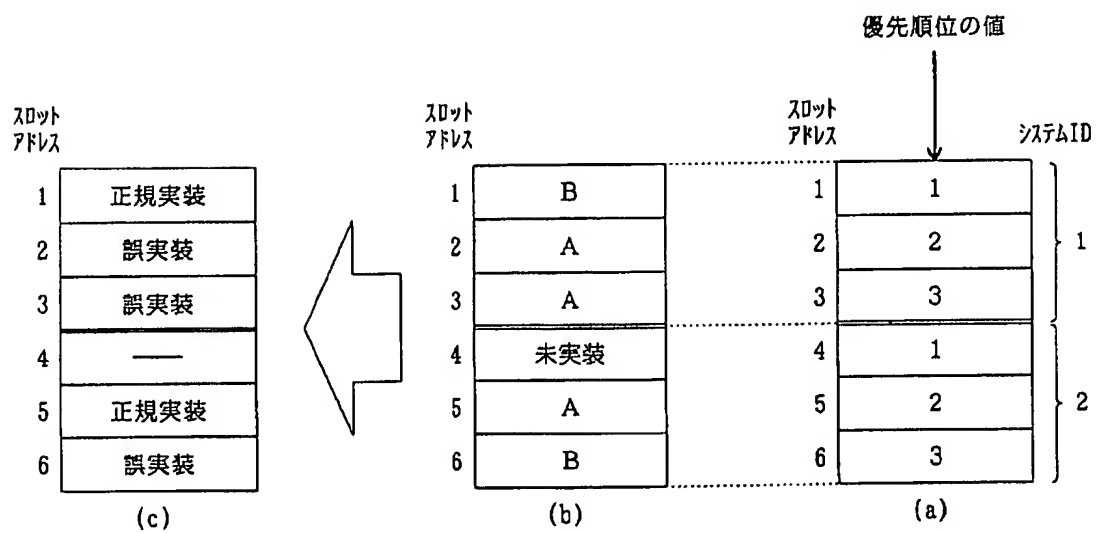 優先順位の値
スロット
アドレス
1 正規実装
2 誤実装
3 誤実装
4 —
5 正規実装
6 誤実装
(c)
スロット
アドレス
1 B
2 A
3 A
4 未実装
5 A
6 B
(b)
スロット
アドレス
システムID
1 1
2 2
3 3
1
4 1
5 2
6 3
2
(a)